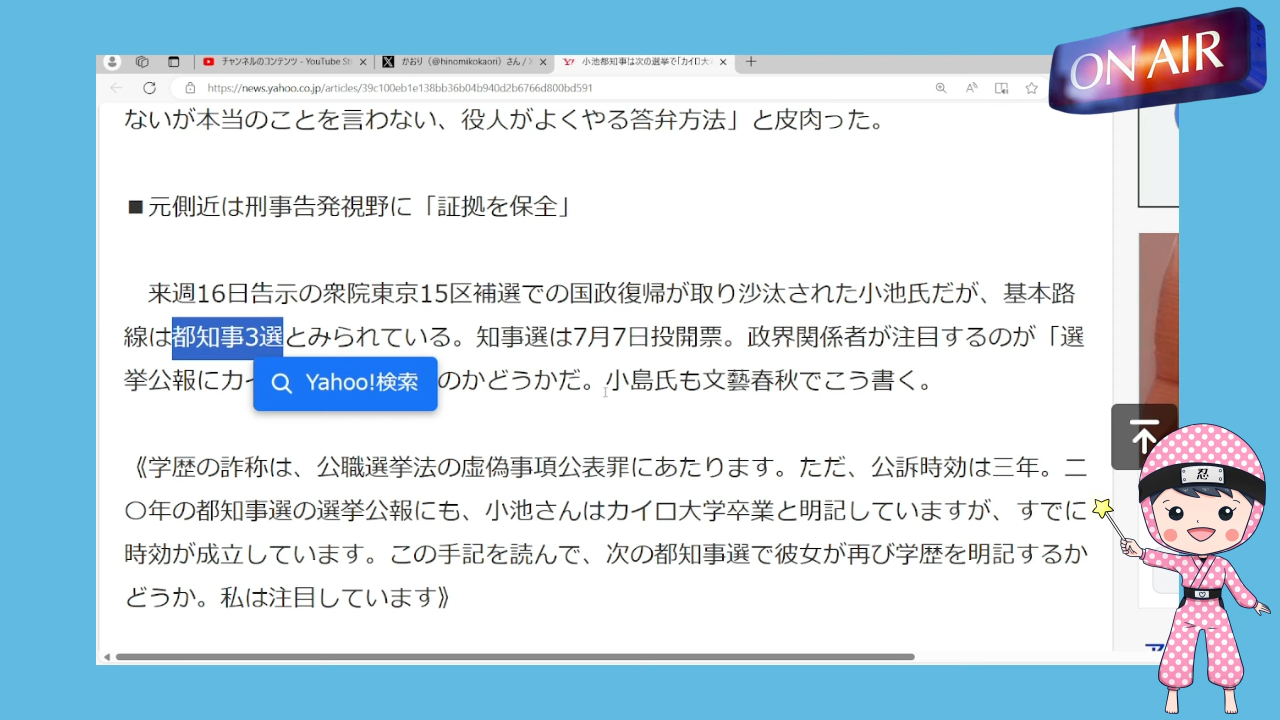 ON AIR
チャンネルのコンテンツ - YouTube St
かおり（@hinomikokaori）さん / X
小池都知事は次の選挙で「カイロ大
https://news.yahoo.co.jp/articles/39c100eb1e138bb36b04b940d2b6766d800bd591
ないが本当のことを言わない、役人がよくやる答弁方法」と皮肉った。
■元側近は刑事告発視野に「証拠を保全」
来週16日告示の衆院東京15区補選での国政復帰が取り沙汰された小池氏だが、基本路
線は都知事3選とみられている。知事選は7月7日投開票。政界関係者が注目するのが「選
挙公報にカイ
Yahoo!検索
のかどうかだ。小島氏も文藝春秋でこう書く。
《学歴の詐称は、公職選挙法の虚偽事項公表罪にあたります。ただ、公訴時効は三年。二
〇年の都知事選の選挙公報にも、小池さんはカイロ大学卒業と明記していますが、すでに
時効が成立しています。この手記を読んで、次の都知事選で彼女が再び学歴を明記するか
どうか。私は注目しています》
忍